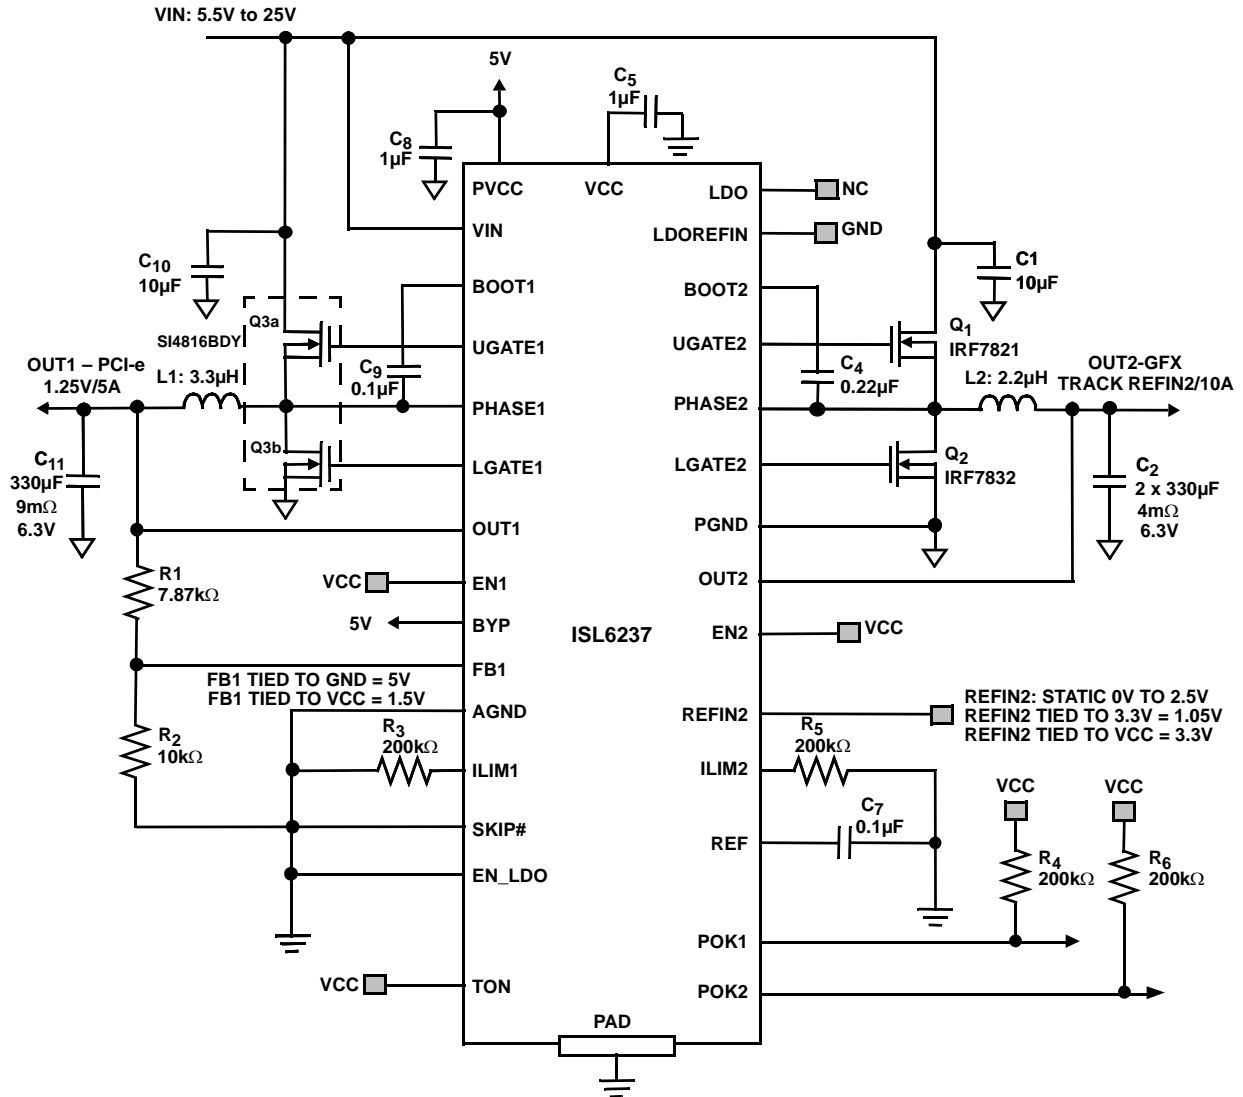 VIN: 5.5V to 25V
5V
C5
1µF
C8
1µF
PVCC
VCC
LDO
NC
VIN
LDOREFIN
GND
C10
10µF
C1
10µF
BOOT1
BOOT2
Q3a
SI4816BDY
UGATE1
UGATE2
Q1
IRF7821
OUT1 – PCI-e
1.25V/5A
L1: 3.3µH
C9
0.1µF
C4
0.22µF
L2: 2.2µH
OUT2-GFX
TRACK REFIN2/10A
PHASE1
PHASE2
Q3b
LGATE1
LGATE2
Q2
IRF7832
C11
330µF
9mΩ
6.3V
C2
2 x 330µF
4mΩ
6.3V
OUT1
PGND
R1
7.87kΩ
VCC
EN1
OUT2
5V
BYP
ISL6237
EN2
VCC
FB1
FB1 TIED TO GND = 5V
FB1 TIED TO VCC = 1.5V
AGND
REFIN2
REFIN2: STATIC 0V TO 2.5V
REFIN2 TIED TO 3.3V = 1.05V
REFIN2 TIED TO VCC = 3.3V
R2
10kΩ
R3
200kΩ
ILIM1
R5
200kΩ
ILIM2
VCC
VCC
SKIP#
C7
0.1µF
REF
R4
200kΩ
R6
200kΩ
EN_LDO
POK1
VCC
TON
POK2
PAD